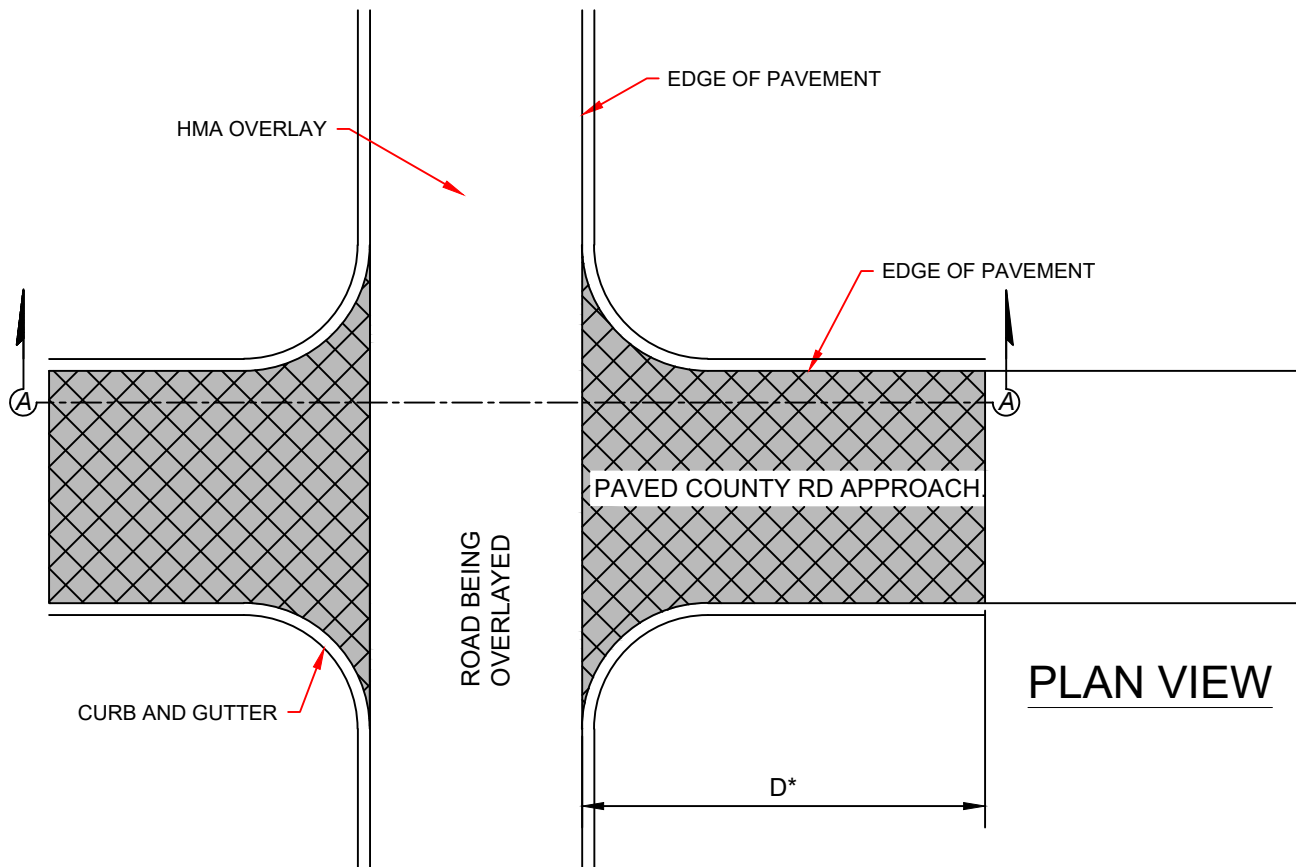 EDGE OF PAVEMENT
HMA OVERLAY
EDGE OF PAVEMENT
A
A
PAVED COUNTY RD APPROACH.
ROAD BEING
OVERLAYED
PLAN VIEW
CURB AND GUTTER
D*